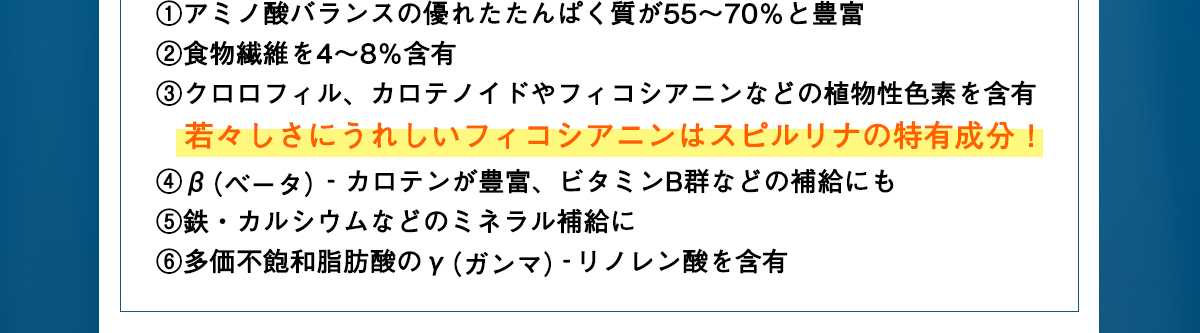 ①アミノ酸バランスの優れたたんぱく質が55〜70%と豊富
②食物繊維を4〜8%含有
③クロロフィル、カロテノイドやフィコシアニンなどの植物性色素を含有
若々しさにうれしいフィコシアニンはスピルリナの特有成分！
④β(ベータ) - カロテンが豊富、ビタミンB群などの補給にも
⑤鉄・カルシウムなどのミネラル補給に
⑥多価不飽和脂肪酸のγ(ガンマ) - リノレン酸を含有